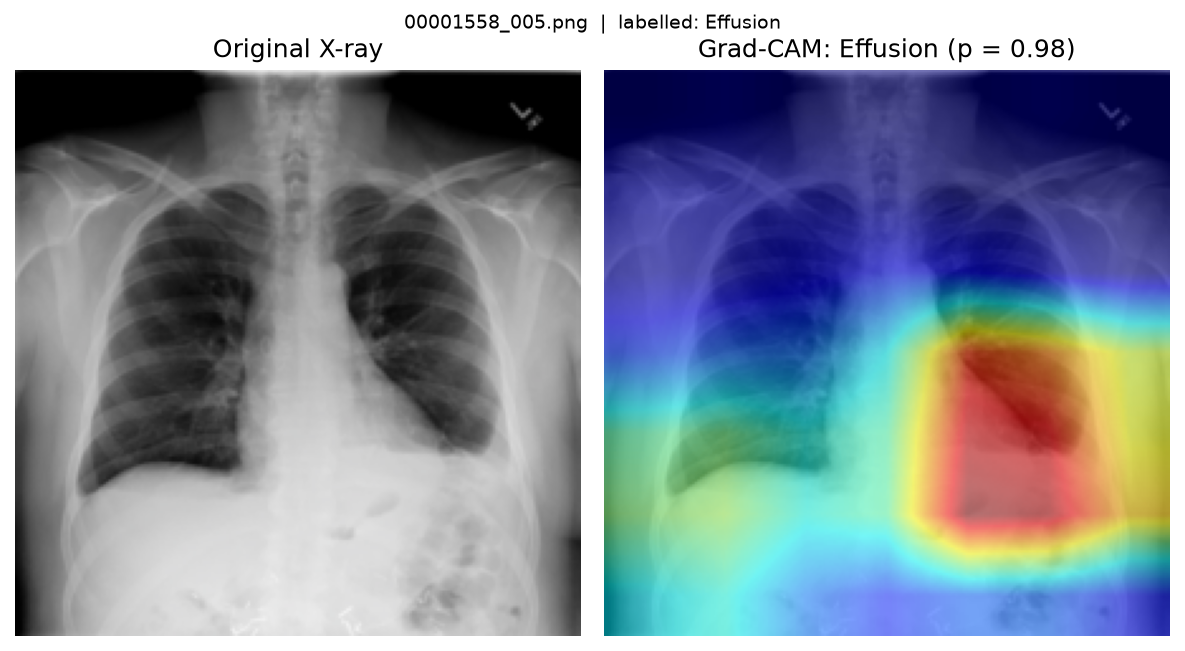 00001558_005.png | labelled: Effusion
Original X-ray
Grad-CAM: Effusion (p = 0.98)
L
L